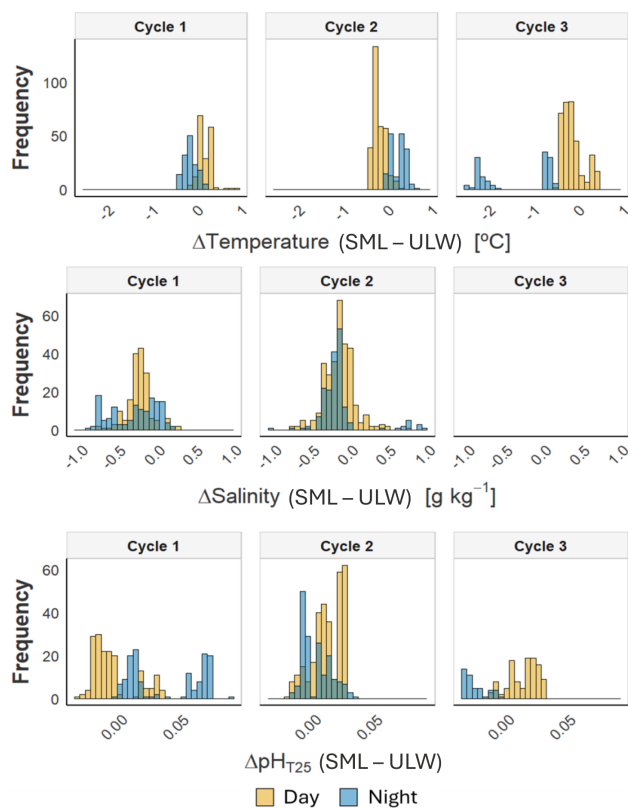 Cycle 1 Cycle 2 Cycle 3
Frequency
100
50
0
-2 -1 0 1 -2 -1 0 1 -2 -1 0 1
ΔTemperature (SML – ULW) [ºC]
Cycle 1 Cycle 2 Cycle 3
Frequency
60
40
20
0
-1.0 -0.5 0.0 0.5 1.0 -1.0 -0.5 0.0 0.5 1.0 -1.0 -0.5 0.0 0.5 1.0
ΔSalinity (SML – ULW) [g kg⁻¹]
Cycle 1 Cycle 2 Cycle 3
Frequency
60
40
20
0
0.00 0.05 0.00 0.05 0.00 0.05
ΔpH_T25 (SML – ULW)
Day Night